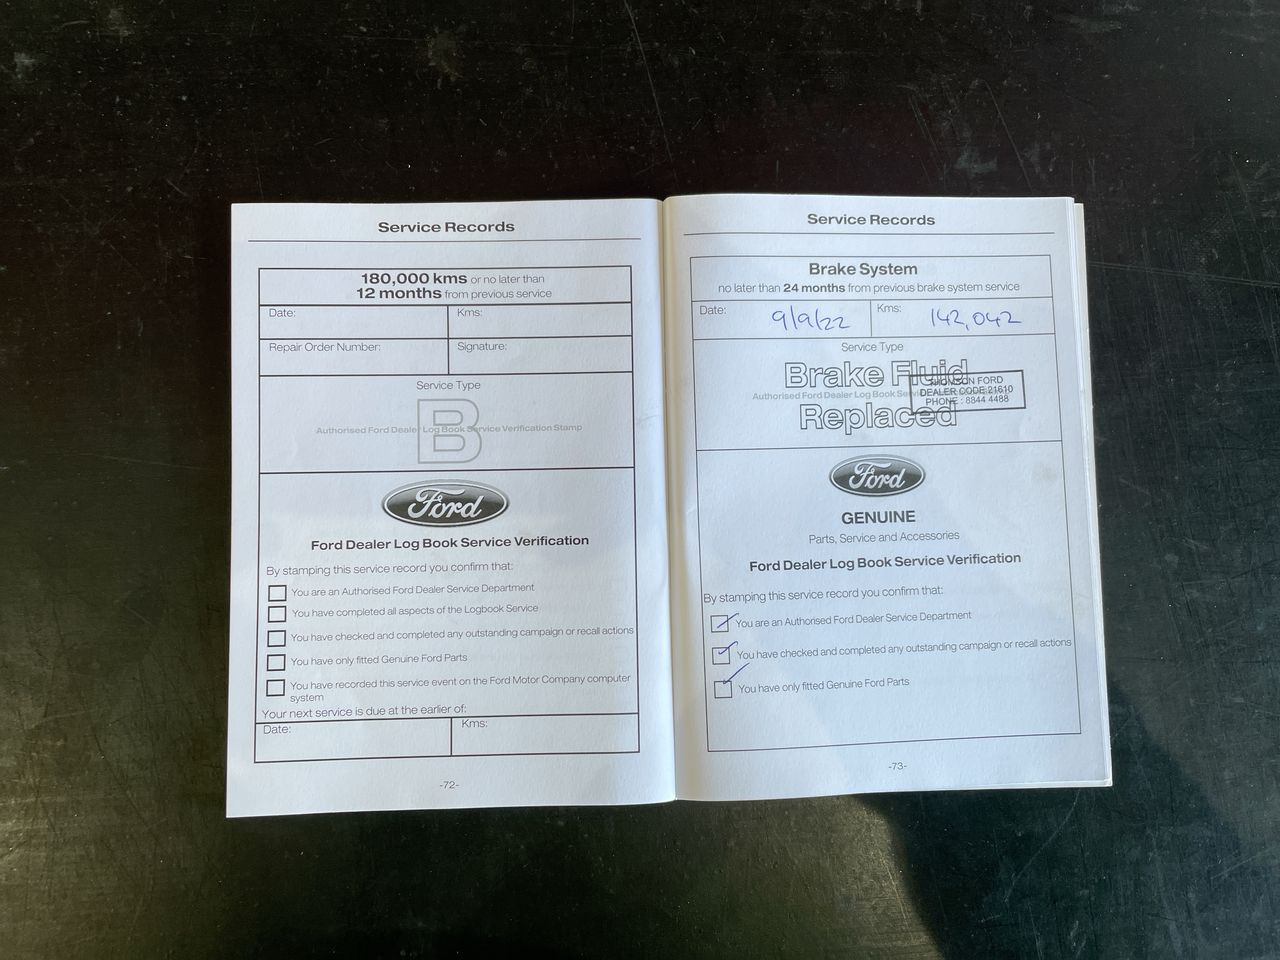 Service Records
180,000 kms or no later than
12 months from previous service
Date:
Kms:
Repair Order Number:
Signature:
Service Type
B
Authorised Ford Dealer Log Book Service Verification Stamp
Ford
Ford Dealer Log Book Service Verification
By stamping this service record you confirm that:
You are an Authorised Ford Dealer Service Department
You have completed all aspects of the Logbook Service
You have checked and completed any outstanding campaign or recall actions
You have only fitted Genuine Ford Parts
You have recorded this service event on the Ford Motor Company computer
system
Your next service is due at the earlier of:
Date:
Kms:
-72-
Service Records
Brake System
no later than 24 months from previous brake system service
Date: 9/9/22
Kms: 142,042
Service Type
Brake Fluid
Authorised Ford Dealer Log Book
Replaced
FORD
DEALER CODE 21610
PHONE : 8844 4488
Ford
GENUINE
Parts, Service and Accessories
Ford Dealer Log Book Service Verification
By stamping this service record you confirm that:
You are an Authorised Ford Dealer Service Department
You have checked and completed any outstanding campaign or recall actions
You have only fitted Genuine Ford Parts
-73-